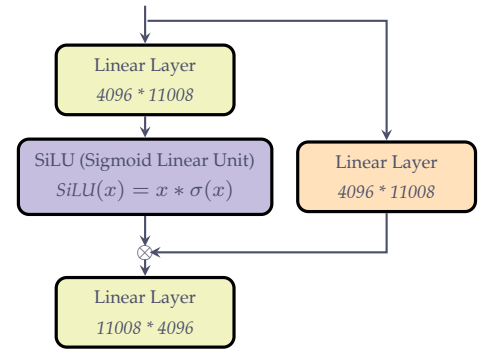 Linear Layer
4096 * 11008
SiLU (Sigmoid Linear Unit)
SiLU(x) = x * σ(x)
Linear Layer
4096 * 11008
Linear Layer
11008 * 4096